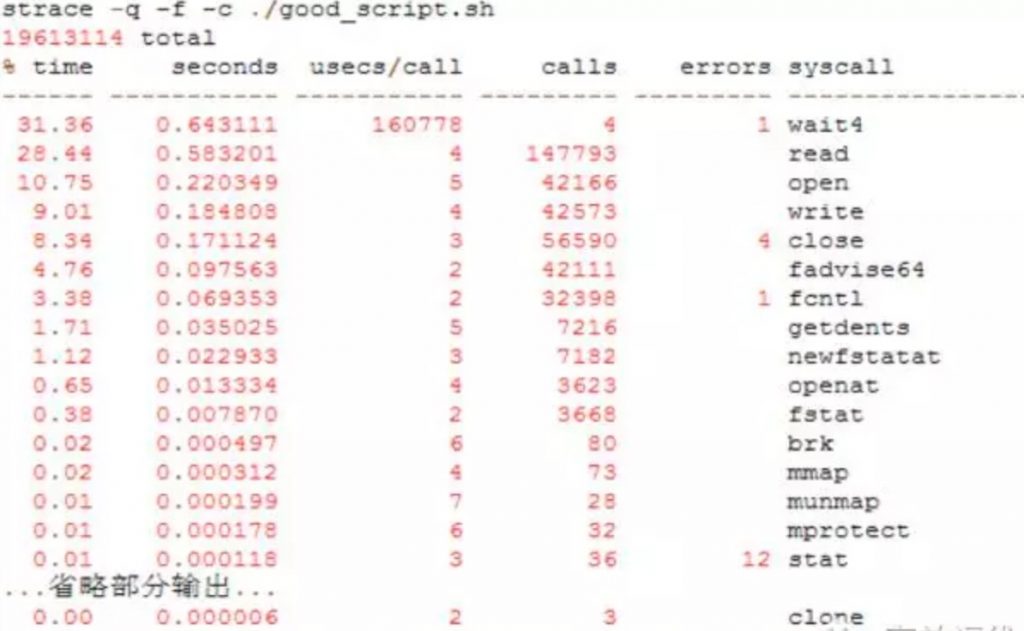 strace -q -f -c ./good_script.sh
19613114 total
% time     seconds  usecs/call     calls    errors syscall
------ ----------- ----------- --------- --------- ----------------
 31.36    0.643111      160778         4         1 wait4
 28.44    0.583201           4    147793           read
 10.75    0.220349           5     42166           open
  9.01    0.184808           4     42573           write
  8.34    0.171124           3     56590         4 close
  4.76    0.097563           2     42111           fadvise64
  3.38    0.069353           2     32398         1 fcntl
  1.71    0.035025           5      7216           getdents
  1.12    0.022933           3      7182           newfstatat
  0.65    0.013334           4      3623           openat
  0.38    0.007870           2      3668           fstat
  0.02    0.000497           6        80           brk
  0.02    0.000312           4        73           mmap
  0.01    0.000199           7        28           munmap
  0.01    0.000178           6        32           mprotect
  0.01    0.000118           3        36        12 stat
...省略部分输出...
  0.00    0.000006           2         3           clone